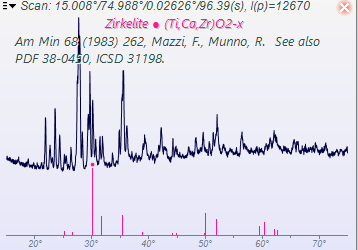 Scan: 15.008°/74.988°/0.02626°/96.39(s), I(p)=12670
Zirkelite ● (Ti,Ca,Zr)O2-x
Am Min 68 (1983) 262, Mazzi, F., Munno, R. See also
PDF 38-0450, ICSD 31198.
20° 30° 40° 50° 60° 70°